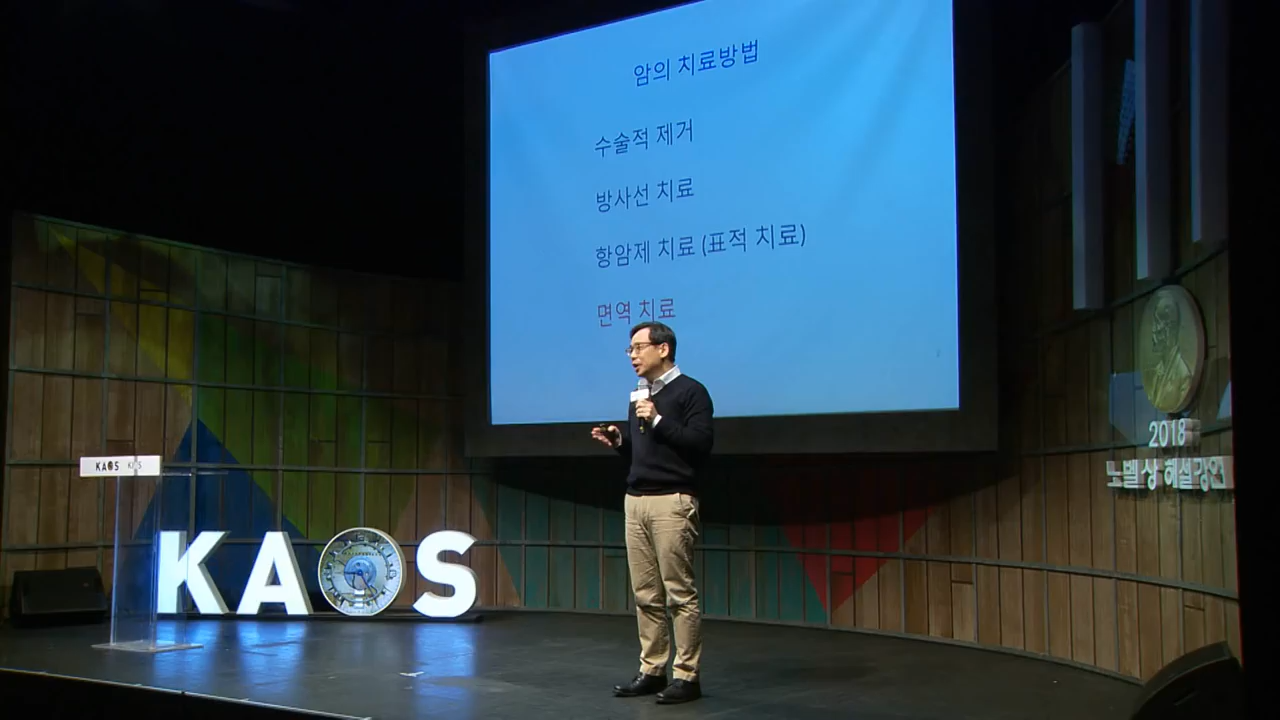 암의 치료방법
수술적 제거
방사선 치료
항암제 치료 (표적 치료)
면역 치료
KAOS
KAOS
KAOS
2018
노벨상 해설강연